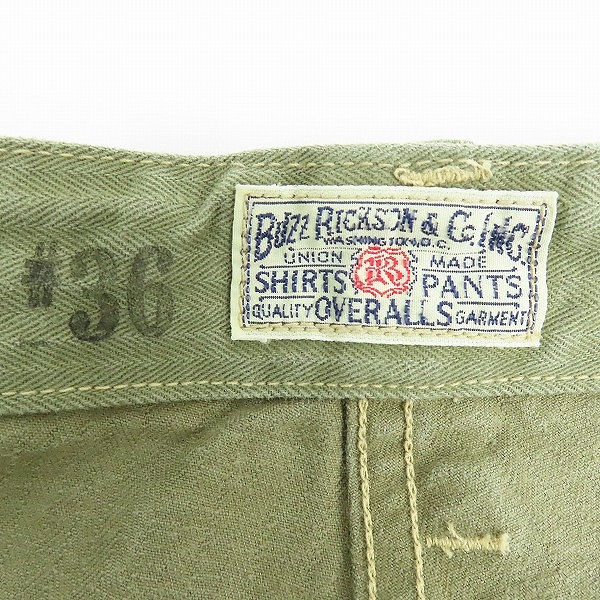 #36
BUZZ RICKSON & CO. INC.
WASHINGTON, D.C.
UNION R MADE
SHIRTS PANTS
QUALITY OVERALLS GARMENT